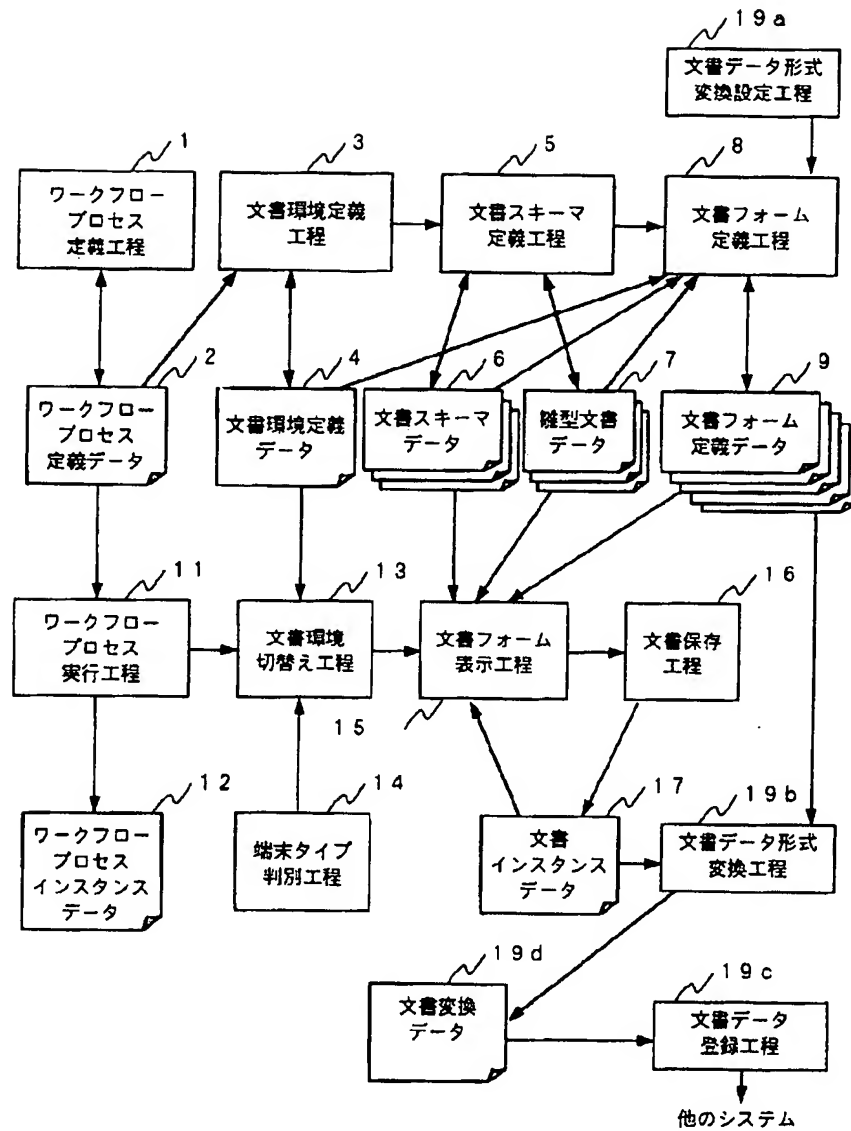 19a
文書データ形式
変換設定工程
1
ワークフロー
プロセス
定義工程
3
文書環境定義
工程
5
文書スキーマ
定義工程
8
文書フォーム
定義工程
2
ワークフロー
プロセス
定義データ
4
文書環境定義
データ
6
文書スキーマ
データ
7
雛型文書
データ
9
文書フォーム
定義データ
11
ワークフロー
プロセス
実行工程
13
文書環境
切替え工程
15
文書フォーム
表示工程
16
文書保存
工程
12
ワークフロー
プロセス
インスタンス
データ
14
端末タイプ
判別工程
17
文書
インスタンス
データ
19b
文書データ形式
変換工程
19d
文書変換
データ
19c
文書データ
登録工程
他のシステム